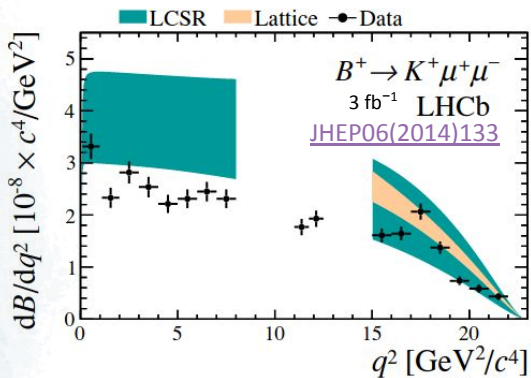 LCSR Lattice Data
B⁺ → K⁺μ⁺μ⁻
3 fb⁻¹ LHCb
JHEP06(2014)133
dB/dq² [10⁻⁸ × c⁴/GeV²]
5
4
3
2
1
0
0 5 10 15 20
q² [GeV²/c⁴]